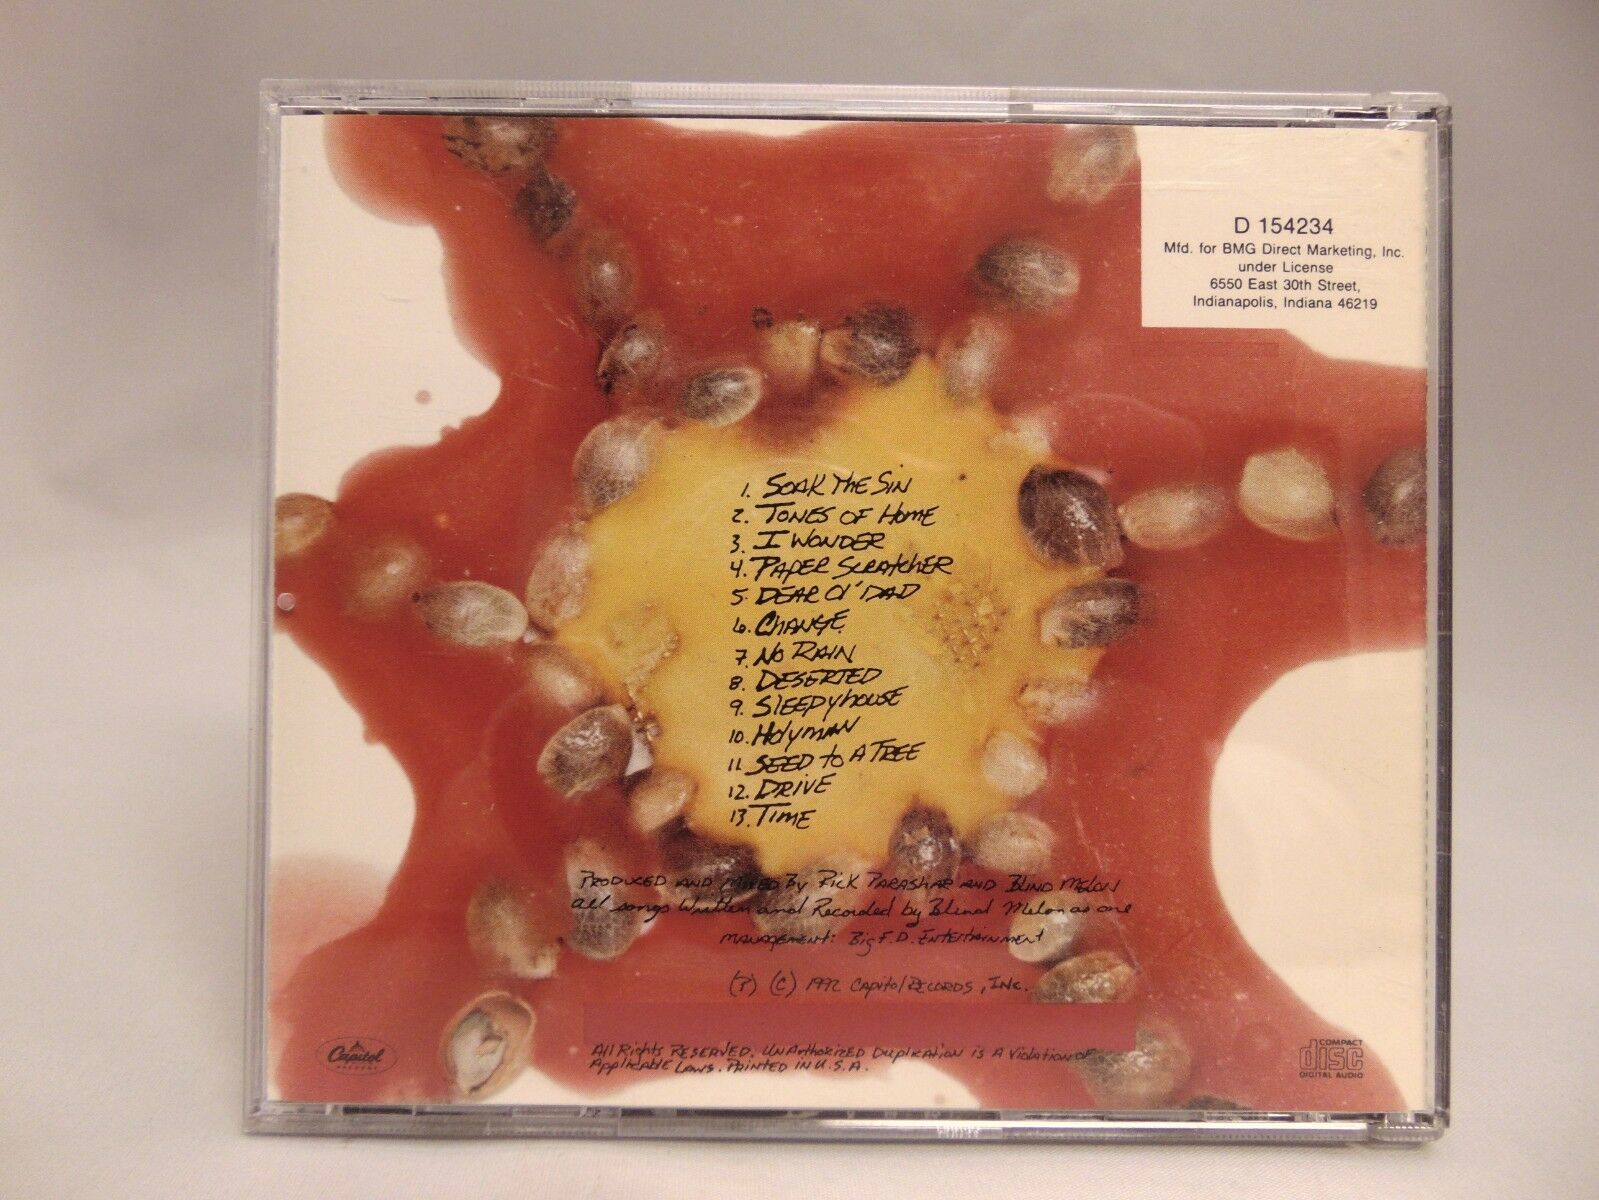 D 154234
Mfd. for BMG Direct Marketing, Inc.
under License
6550 East 30th Street,
Indianapolis, Indiana 46219
1. SOAK THE SIN
2. TONES OF HOME
3. I WONDER
4. PAPER SCRATCHER
5. DEAR Ol' DAD
6. CHANGE
7. NO RAIN
8. DESERTED
9. SLEEPYHOUSE
10. HOLYMAN
11. SEED to A TREE
12. DRIVE
13. TIME
PRODUCED AND MIXED By RICK PARASHAR AND BLIND MELON
All songs Written and Recorded by Blind Melon as one
MANAGEMENT: Big F.D. ENTERTAINMENT
(P) (C) 1992 Capitol RECORDS, INC.
All Rights RESERVED. UNAuthoRIZED DuplicAtion is A Violation OF
Applicable LAWS. PRINTED IN U.S.A.
Capitol
RECORDS
COMPACT
disc
DIGITAL AUDIO